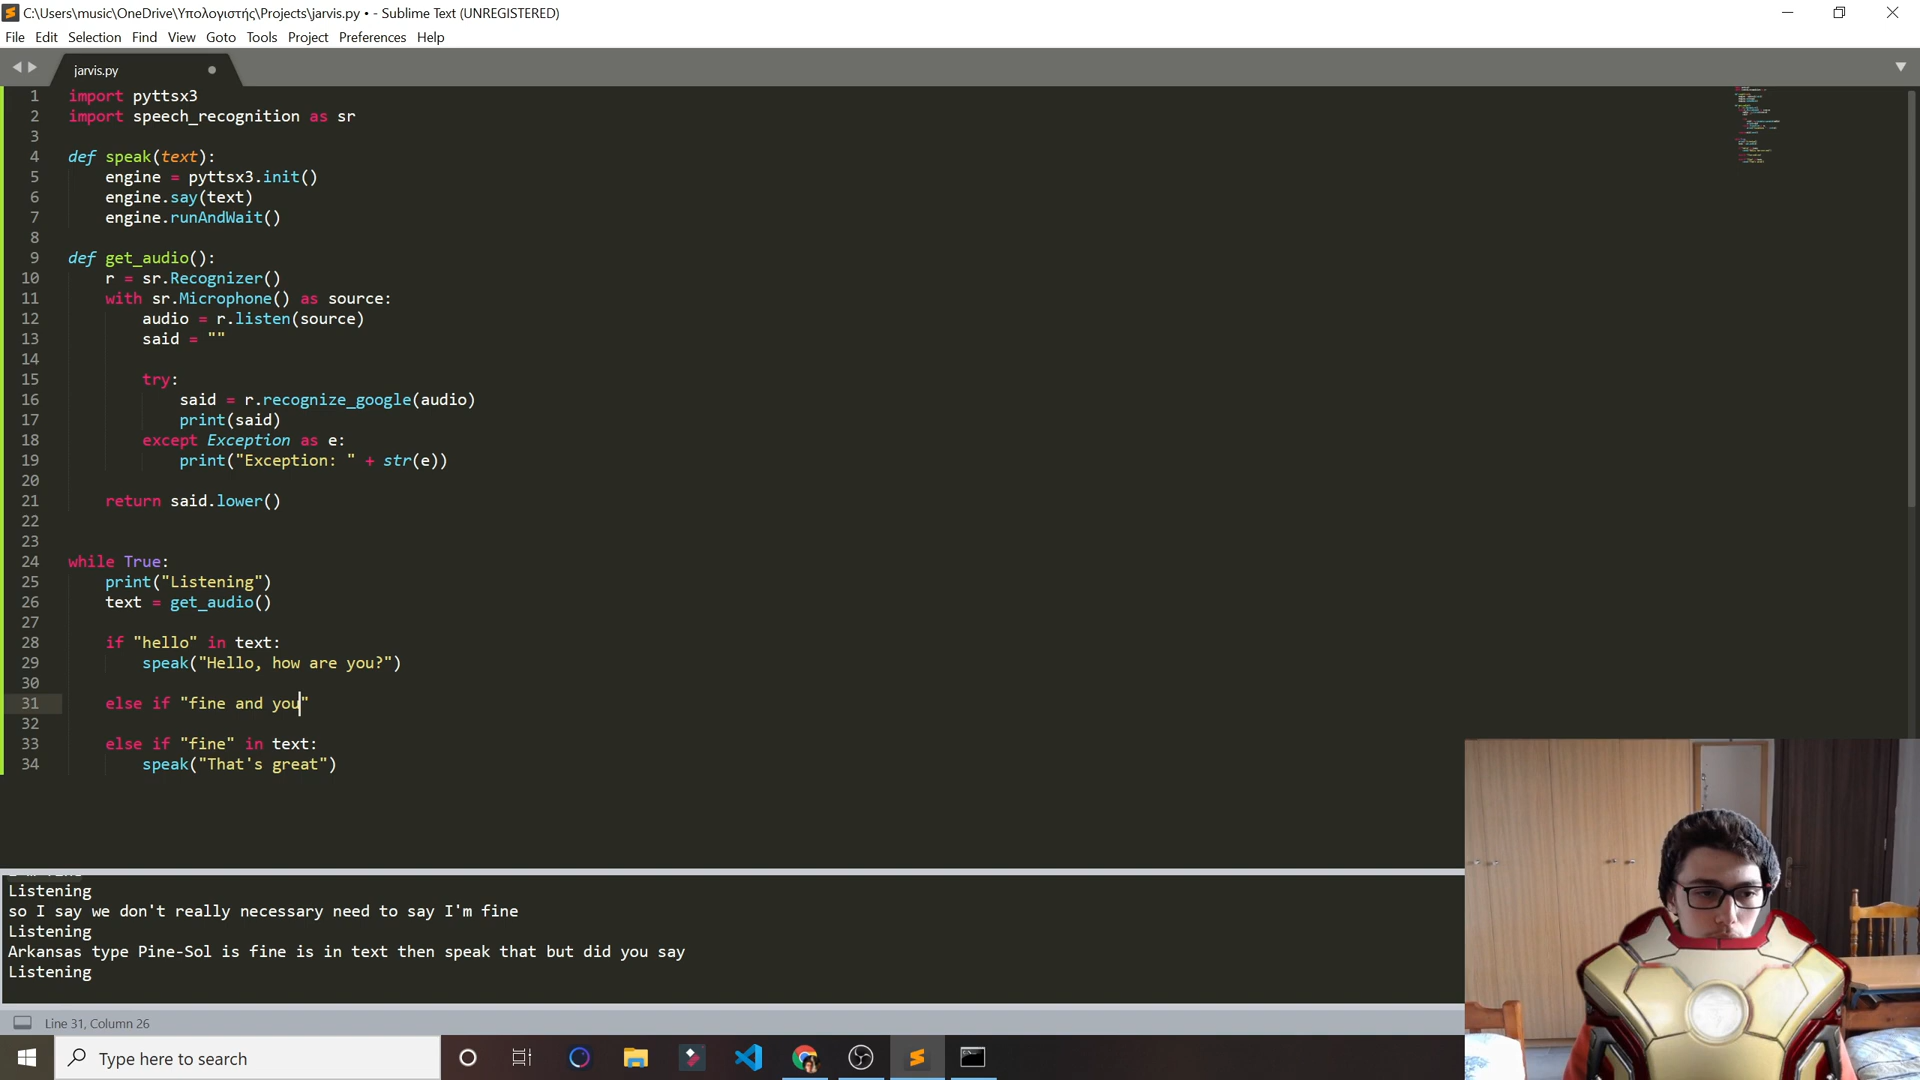 C:\Users\music\OneDrive\Υπολογιστής\Projects\jarvis.py • - Sublime Text (UNREGISTERED)
File Edit Selection Find View Goto Tools Project Preferences Help
jarvis.py
1 import pyttsx3
2 import speech_recognition as sr
3
4 def speak(text):
5 engine = pyttsx3.init()
6 engine.say(text)
7 engine.runAndWait()
8
9 def get_audio():
10 r = sr.Recognizer()
11 with sr.Microphone() as source:
12 audio = r.listen(source)
13 said = ""
14
15 try:
16 said = r.recognize_google(audio)
17 print(said)
18 except Exception as e:
19 print("Exception: " + str(e))
20
21 return said.lower()
22
23
24 while True:
25 print("Listening")
26 text = get_audio()
27
28 if "hello" in text:
29 speak("Hello, how are you?")
30
31 else if "fine and you"
32
33 else if "fine" in text:
34 speak("That's great")
Listening
so I say we don't really necessary need to say I'm fine
Listening
Arkansas type Pine-Sol is fine is in text then speak that but did you say
Listening
Line 31, Column 26
Type here to search